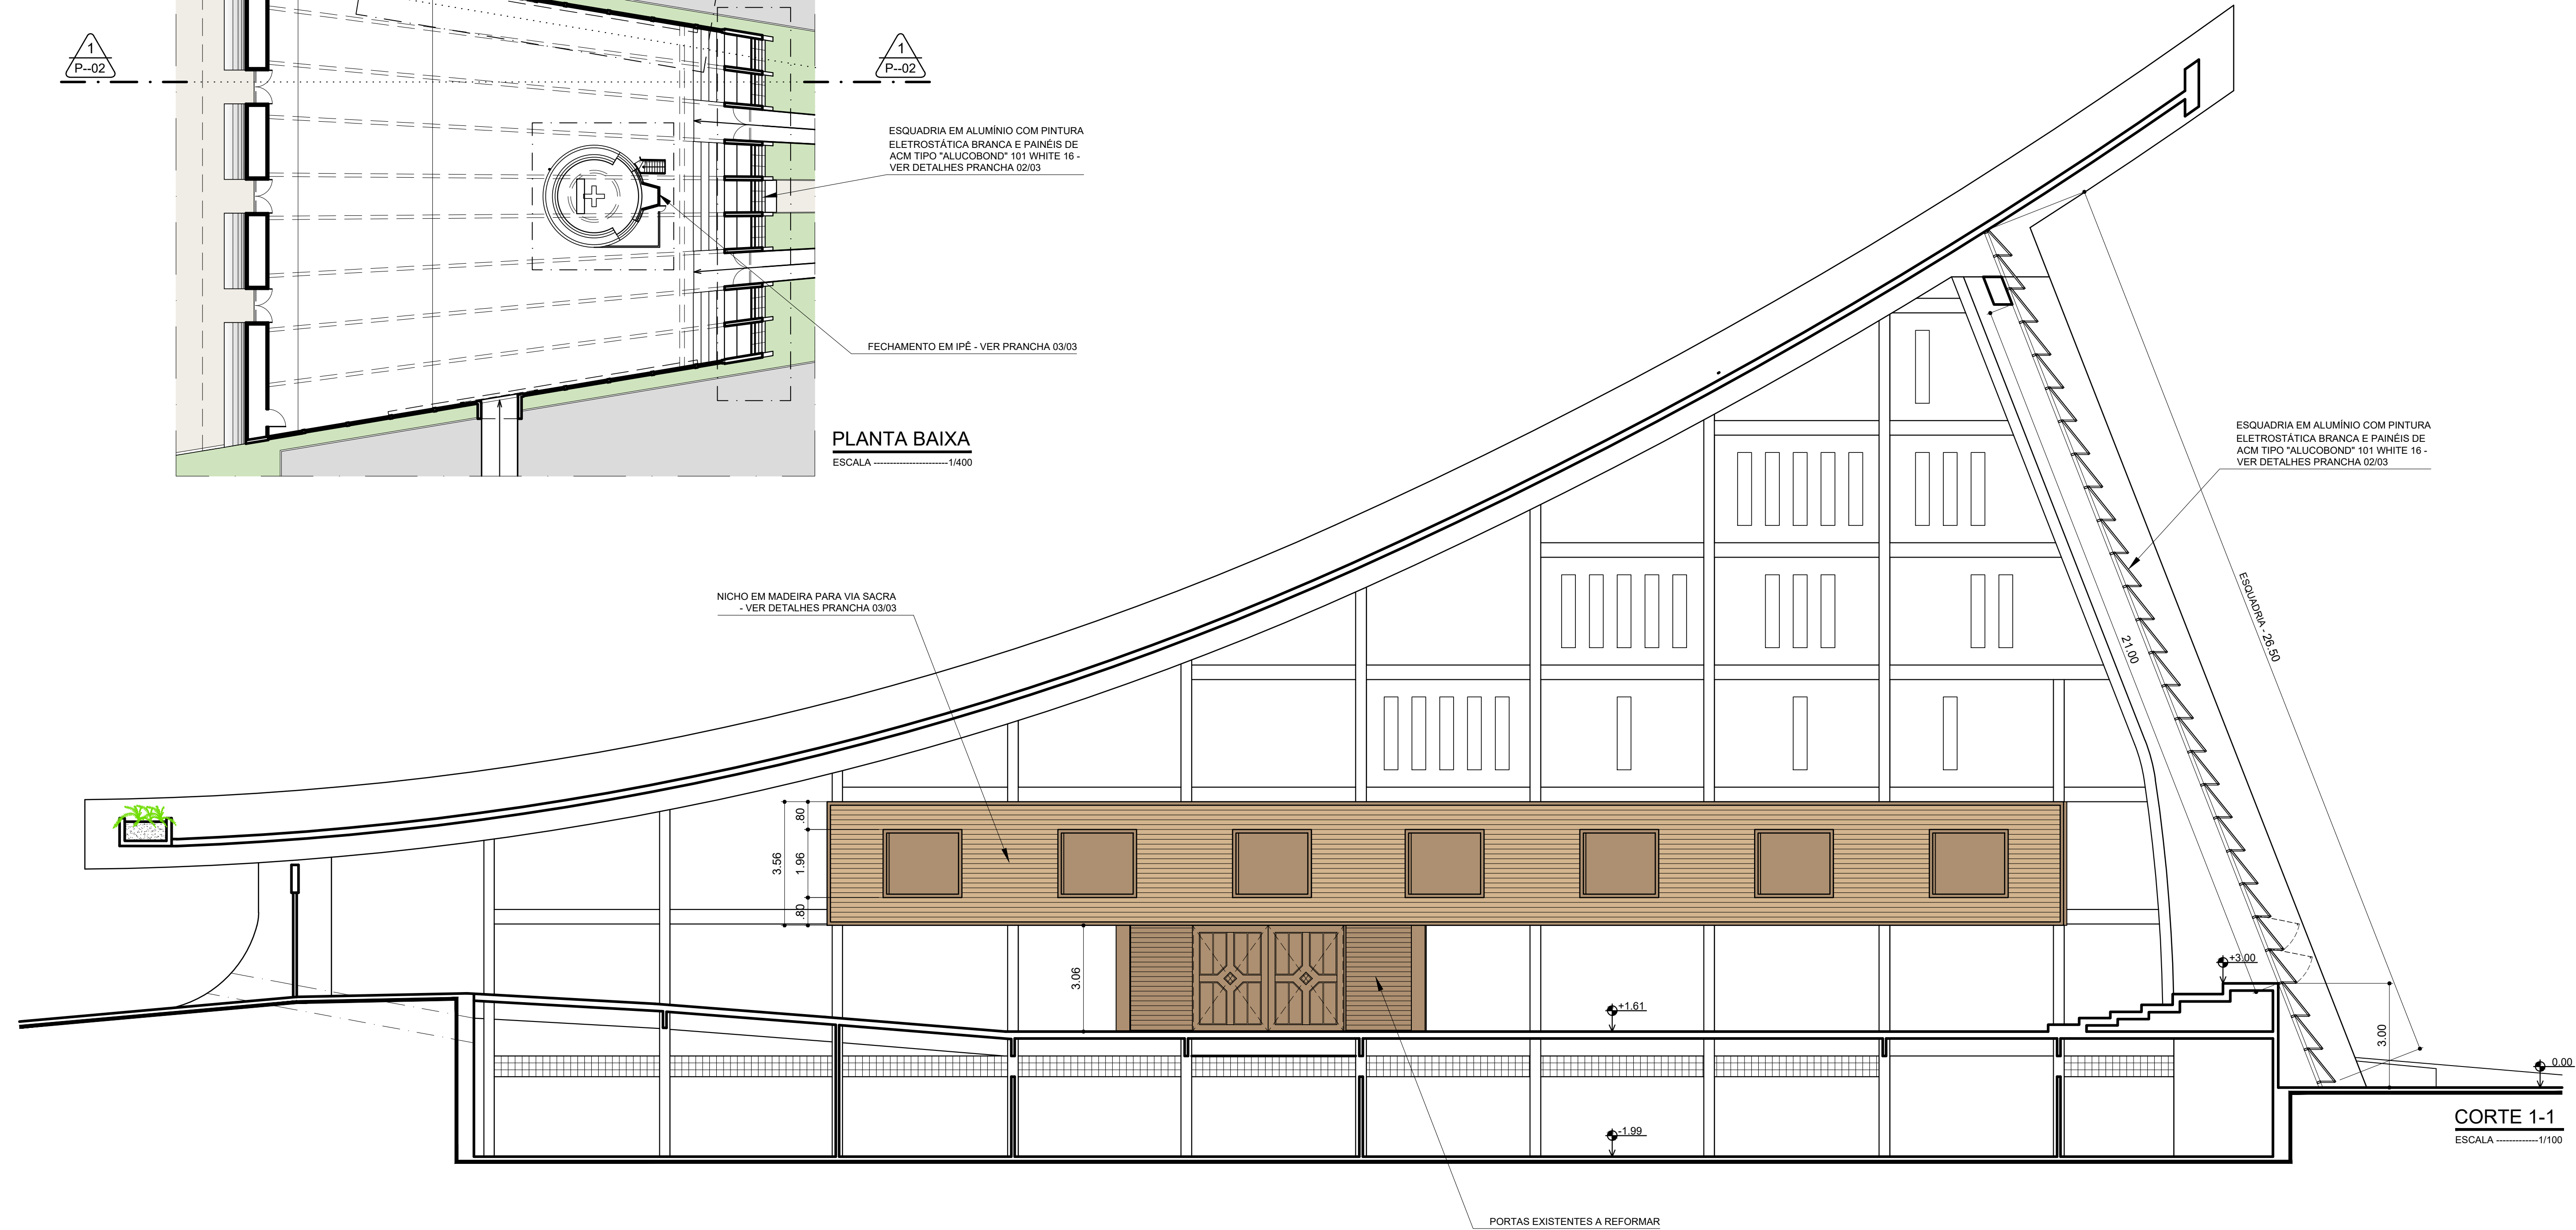 1
P--02
1
P--02
ESQUADRIA EM ALUMÍNIO COM PINTURA
ELETROSTÁTICA BRANCA E PAINÉIS DE
ACM TIPO "ALUCOBOND" 101 WHITE 16 -
VER DETALHES PRANCHA 02/03
FECHAMENTO EM IPÊ - VER PRANCHA 03/03
PLANTA BAIXA
ESCALA -----------------------1/400
ESQUADRIA EM ALUMÍNIO COM PINTURA
ELETROSTÁTICA BRANCA E PAINÉIS DE
ACM TIPO "ALUCOBOND" 101 WHITE 16 -
VER DETALHES PRANCHA 02/03
NICHO EM MADEIRA PARA VIA SACRA
- VER DETALHES PRANCHA 03/03
ESQUADRIA - 26.50
21.00
3.56
.80
1.96
.80
3.06
+3.00
+1.61
3.00
0.00
-1.99
CORTE 1-1
ESCALA -------------1/100
PORTAS EXISTENTES A REFORMAR